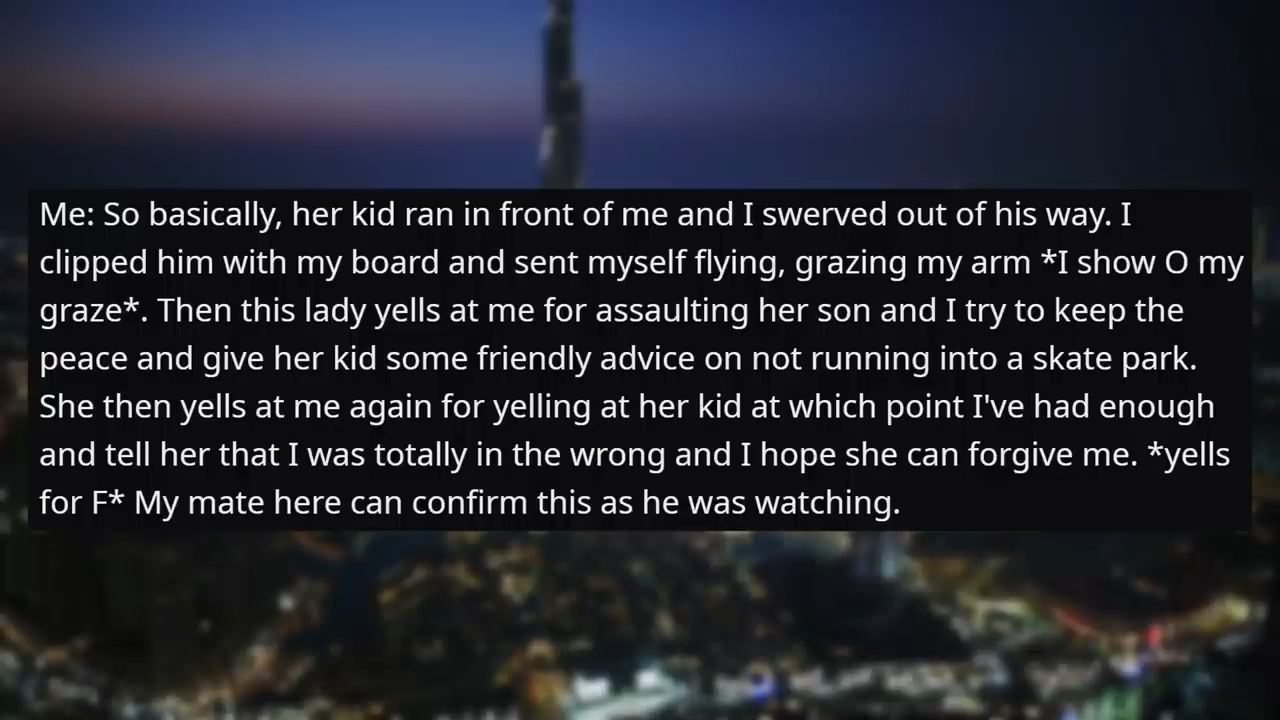 Me: So basically, her kid ran in front of me and I swerved out of his way. I
clipped him with my board and sent myself flying, grazing my arm *I show O my
graze*. Then this lady yells at me for assaulting her son and I try to keep the
peace and give her kid some friendly advice on not running into a skate park.
She then yells at me again for yelling at her kid at which point I've had enough
and tell her that I was totally in the wrong and I hope she can forgive me. *yells
for F* My mate here can confirm this as he was watching.